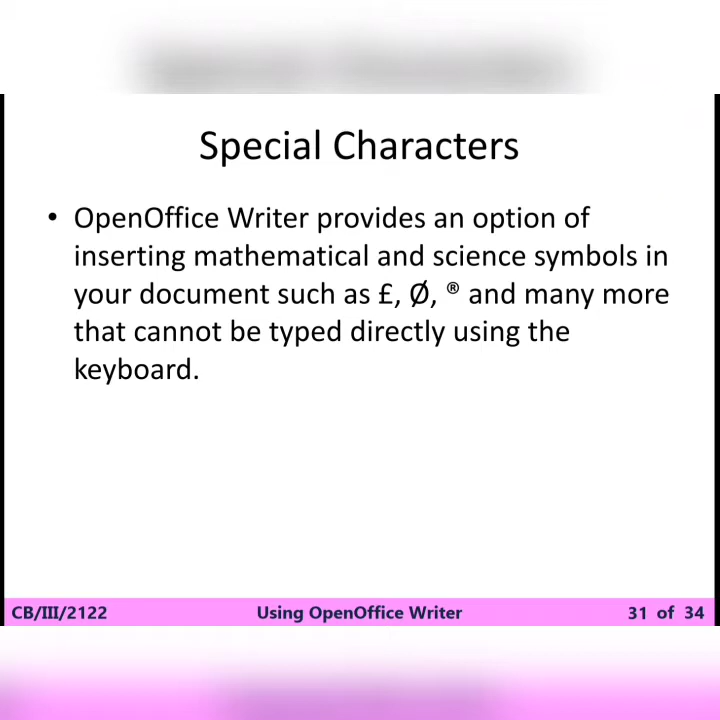 Special Characters
• OpenOffice Writer provides an option of
inserting mathematical and science symbols in
your document such as £, Ø, ® and many more
that cannot be typed directly using the
keyboard.
CB/III/2122 Using OpenOffice Writer 31 of 34